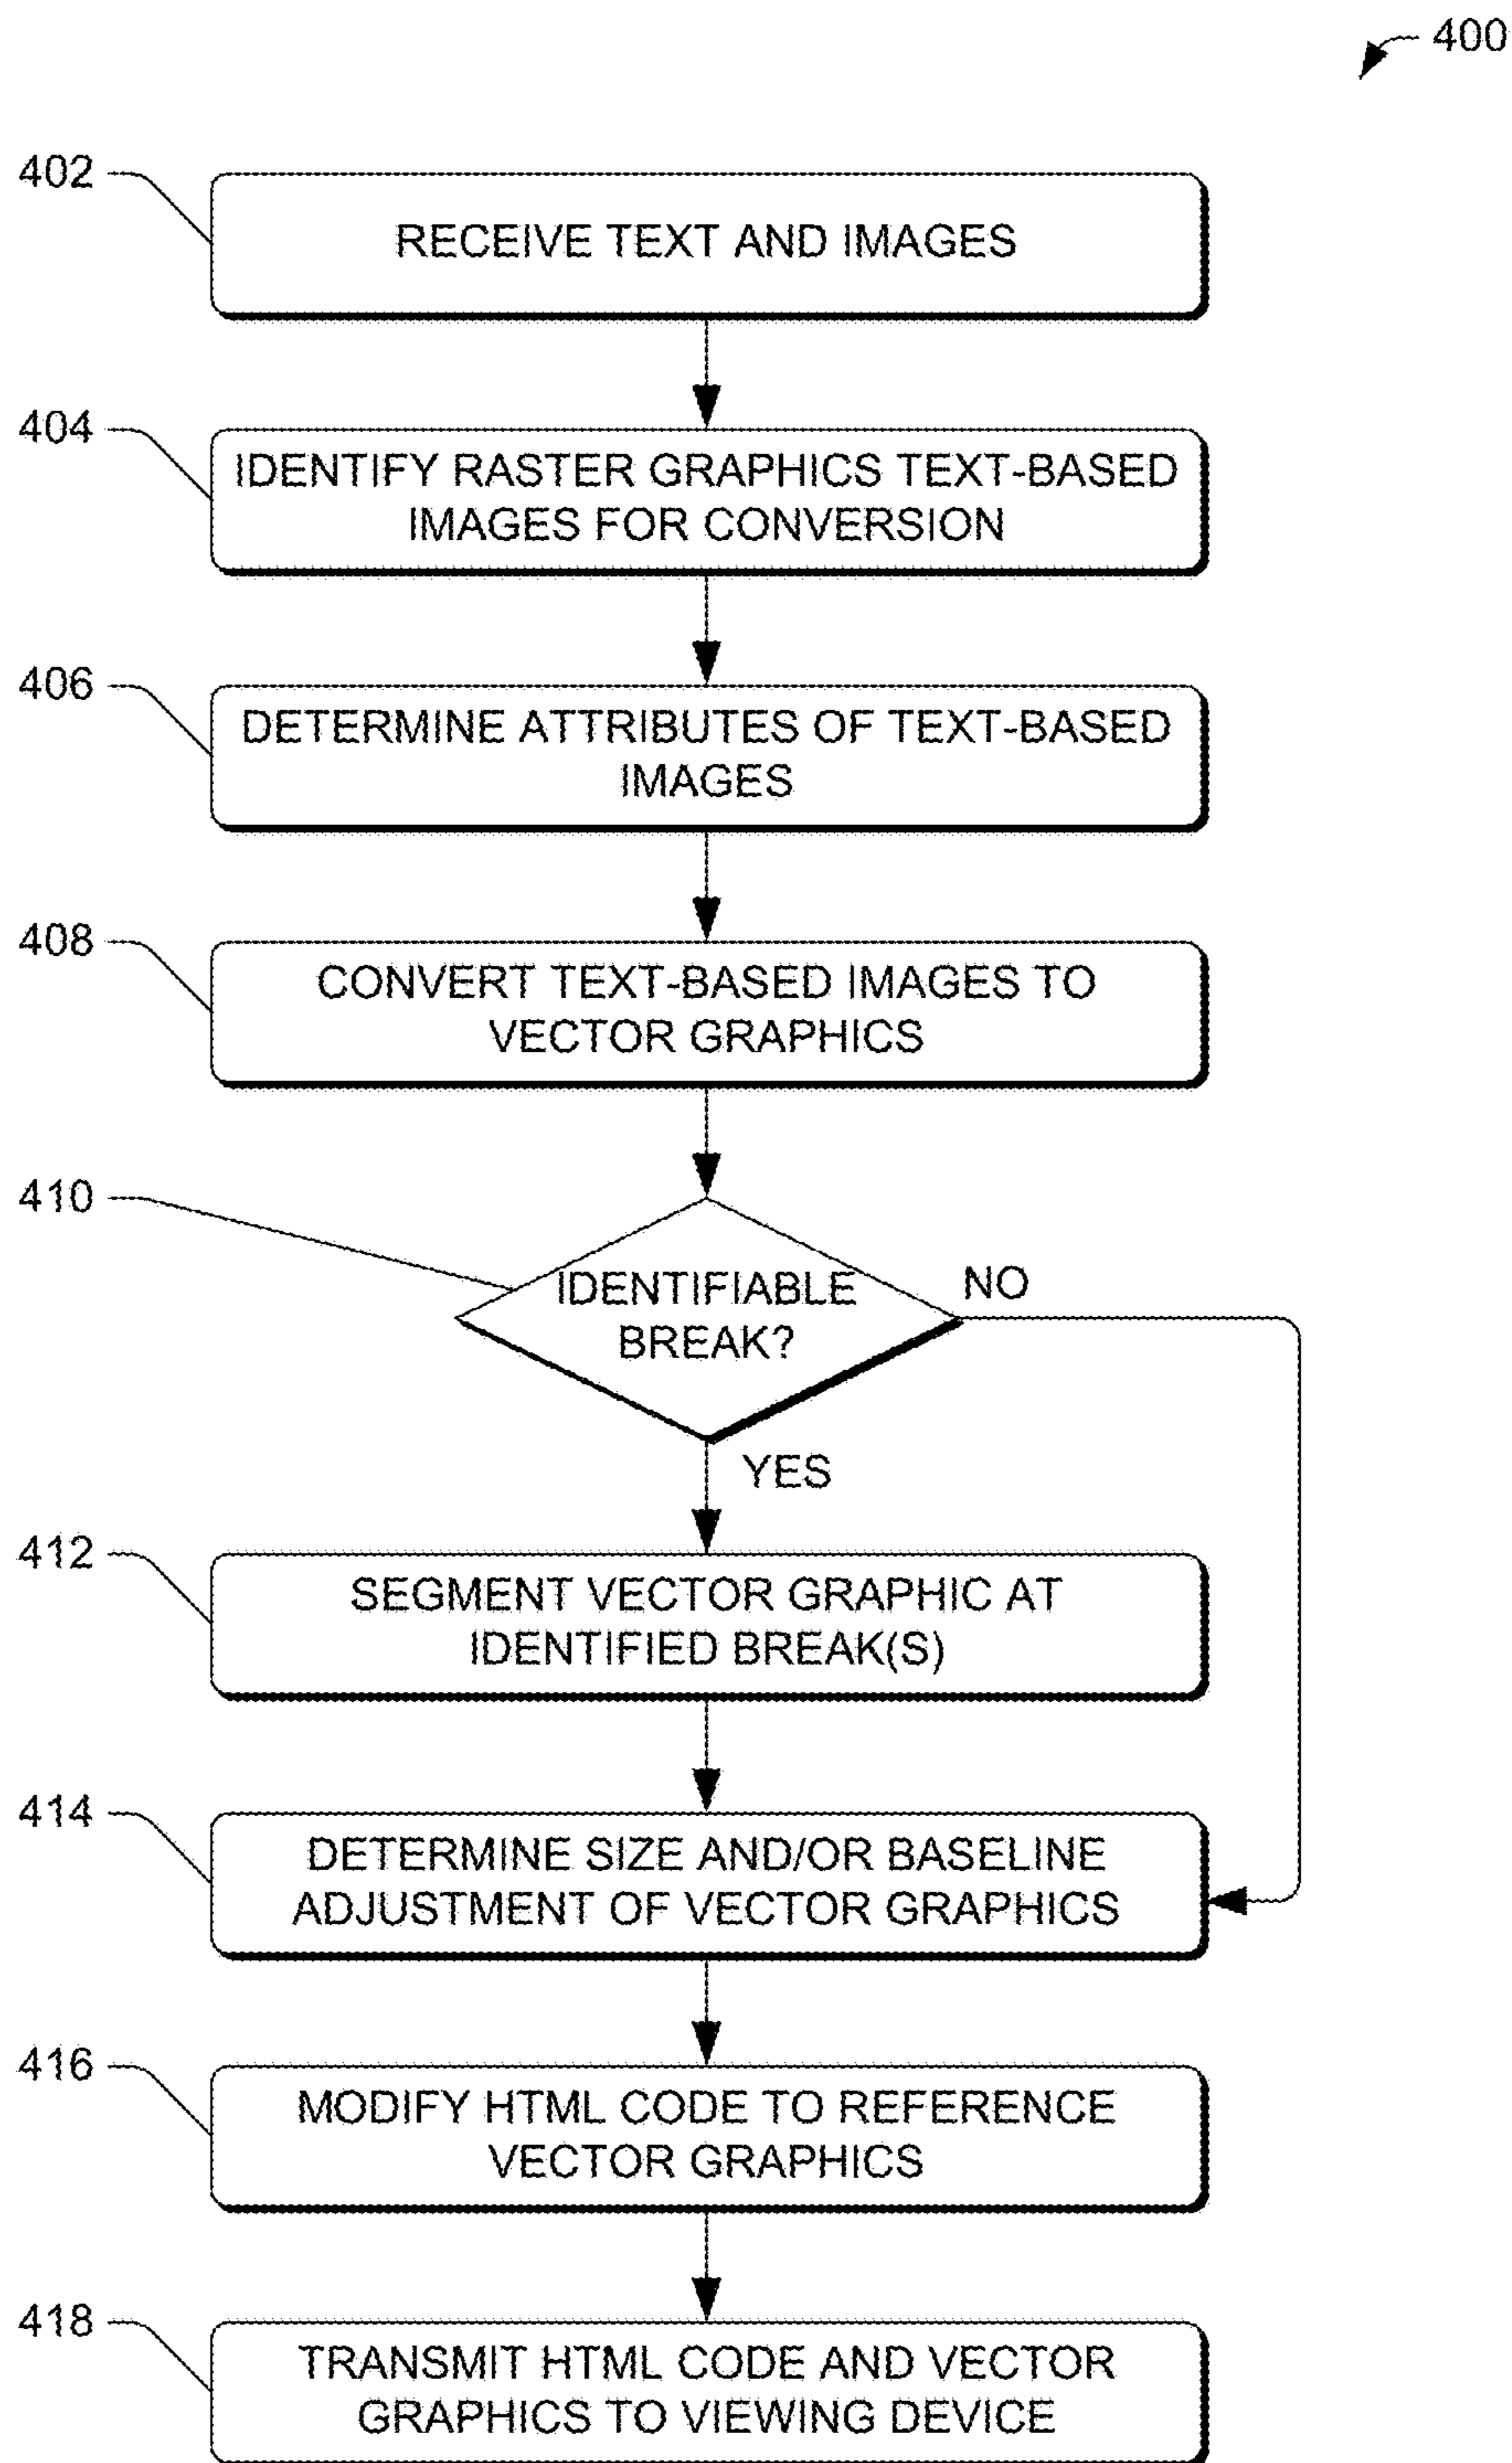 400
402
RECEIVE TEXT AND IMAGES
404
IDENTIFY RASTER GRAPHICS TEXT-BASED
IMAGES FOR CONVERSION
406
DETERMINE ATTRIBUTES OF TEXT-BASED
IMAGES
408
CONVERT TEXT-BASED IMAGES TO
VECTOR GRAPHICS
410
IDENTIFIABLE
BREAK?
NO
YES
412
SEGMENT VECTOR GRAPHIC AT
IDENTIFIED BREAK(S)
414
DETERMINE SIZE AND/OR BASELINE
ADJUSTMENT OF VECTOR GRAPHICS
416
MODIFY HTML CODE TO REFERENCE
VECTOR GRAPHICS
418
TRANSMIT HTML CODE AND VECTOR
GRAPHICS TO VIEWING DEVICE